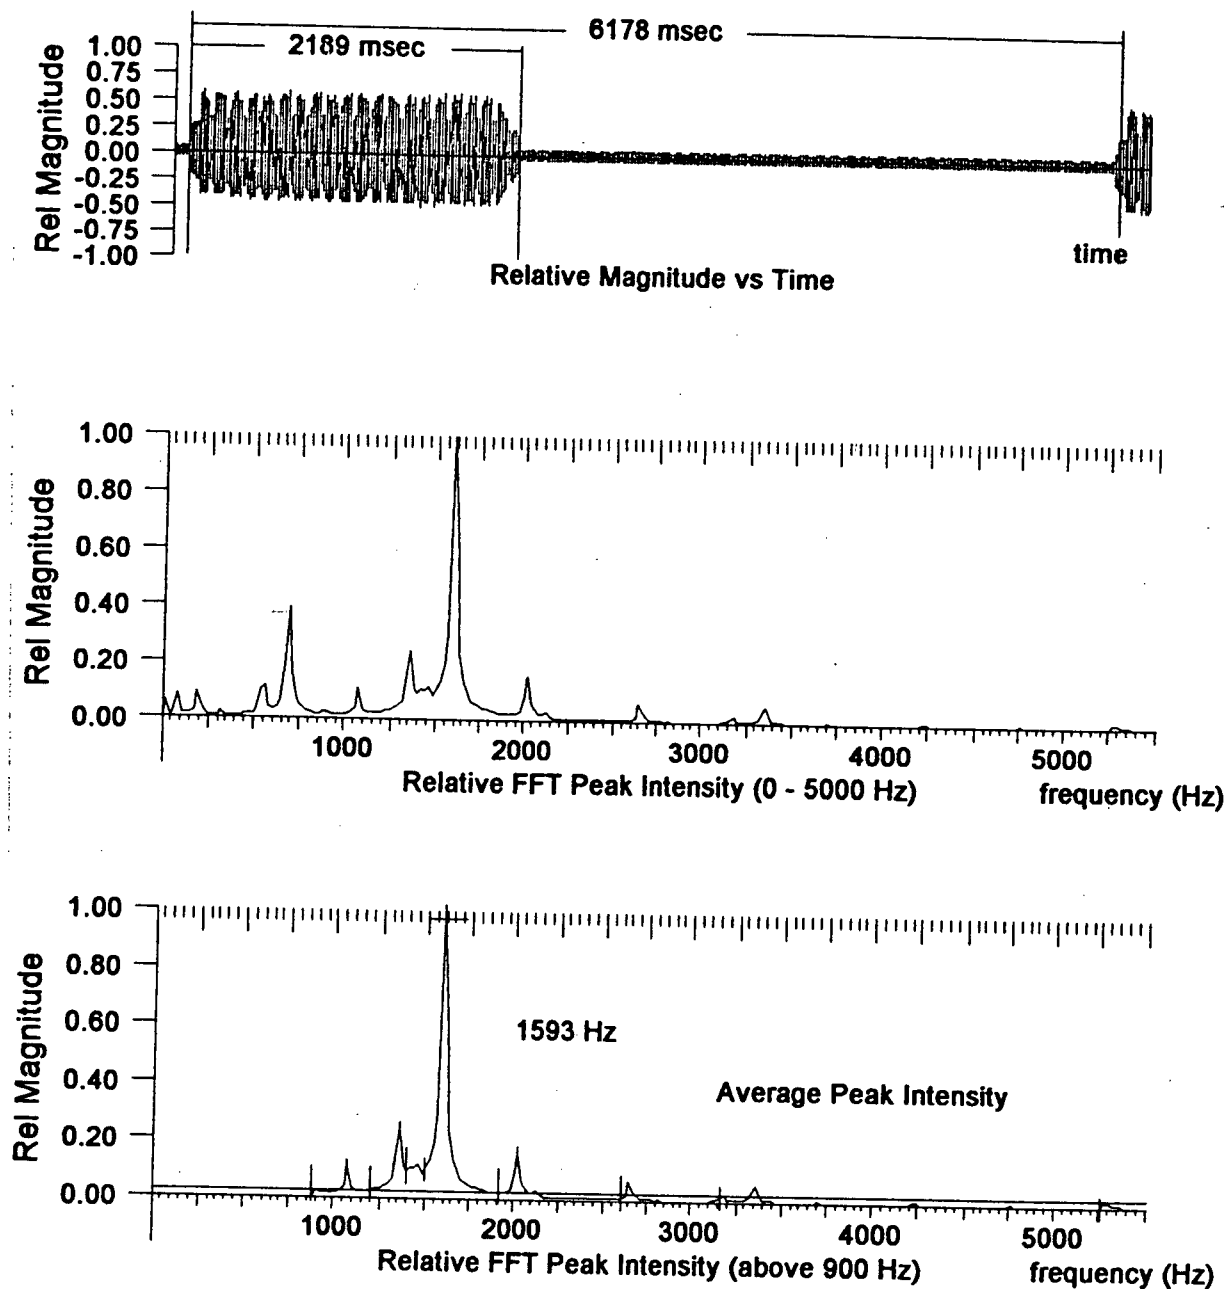 6178 msec
2189 msec
Rel Magnitude
1.00
0.75
0.50
0.25
0.00
-0.25
-0.50
-0.75
-1.00
time
Relative Magnitude vs Time
Rel Magnitude
1.00
0.80
0.60
0.40
0.20
0.00
1000 2000 3000 4000 5000
Relative FFT Peak Intensity (0 - 5000 Hz) frequency (Hz)
Rel Magnitude
1.00
0.80
0.60
0.40
0.20
0.00
1593 Hz
Average Peak Intensity
1000 2000 3000 4000 5000
Relative FFT Peak Intensity (above 900 Hz) frequency (Hz)